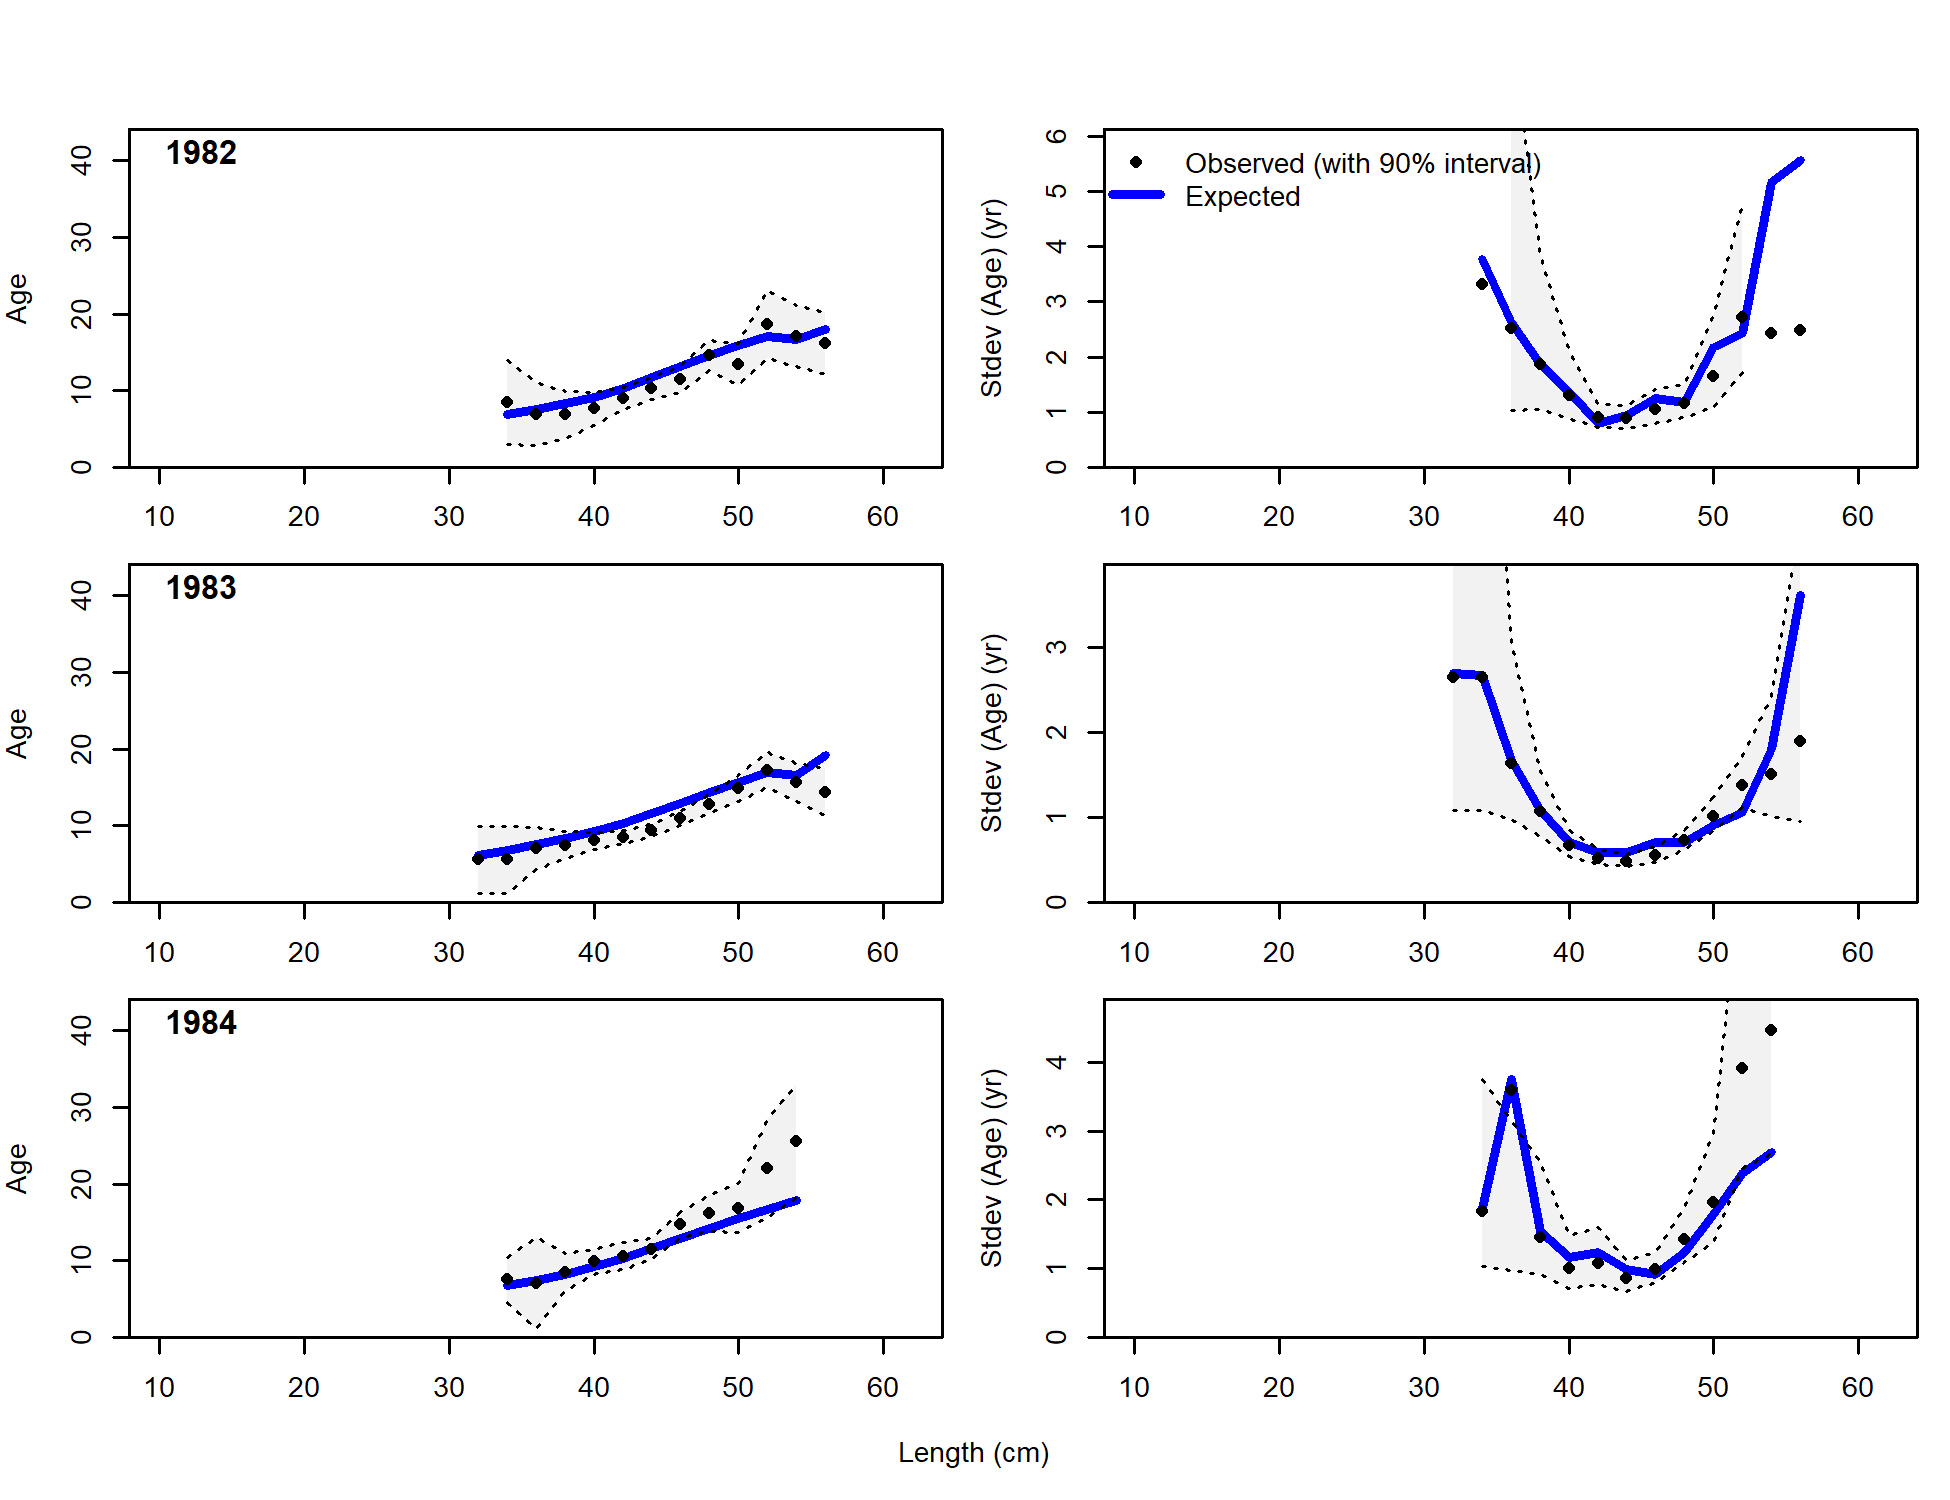 1982
Age
0 10 20 30 40
10 20 30 40 50 60
Observed (with 90% interval)
Expected
Stdev (Age) (yr)
0 1 2 3 4 5 6
10 20 30 40 50 60
1983
Age
0 10 20 30 40
10 20 30 40 50 60
Stdev (Age) (yr)
0 1 2 3
10 20 30 40 50 60
1984
Age
0 10 20 30 40
10 20 30 40 50 60
Stdev (Age) (yr)
0 1 2 3 4
10 20 30 40 50 60
Length (cm)